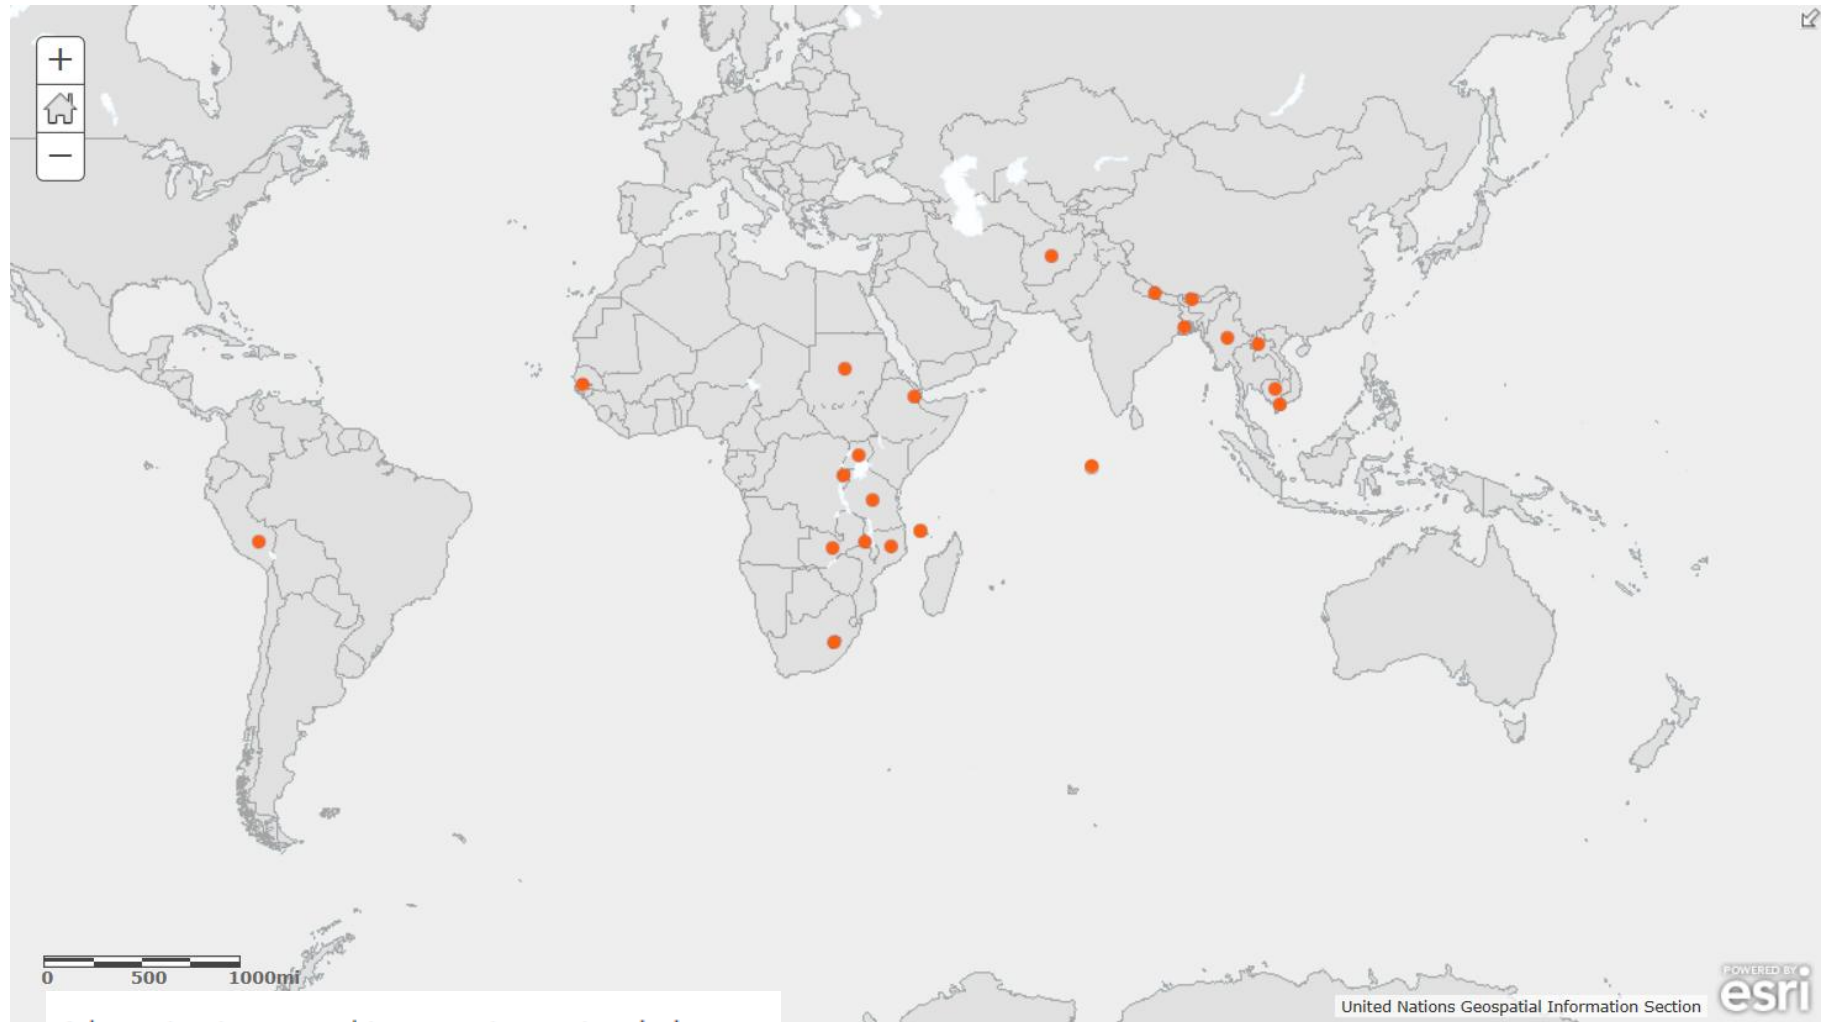 +
−
0 500 1000mi
United Nations Geospatial Information Section
POWERED BY
esri